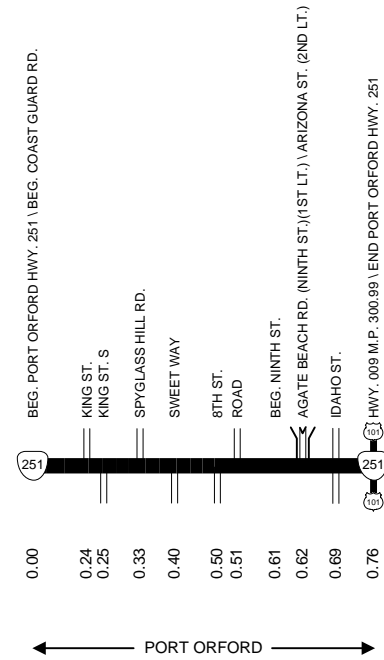 BEG. PORT ORFORD HWY. 251 \ BEG. COAST GUARD RD.
KING ST.
KING ST. S
SPYGLASS HILL RD.
SWEET WAY
8TH ST.
ROAD
BEG. NINTH ST.
AGATE BEACH RD. (NINTH ST.)(1ST LT.) \ ARIZONA ST. (2ND LT.)
IDAHO ST.
HWY. 009 M.P. 300.99 \ END PORT ORFORD HWY. 251
251
101
251
101
0.00
0.24
0.25
0.33
0.40
0.50
0.51
0.61
0.62
0.69
0.76
PORT ORFORD